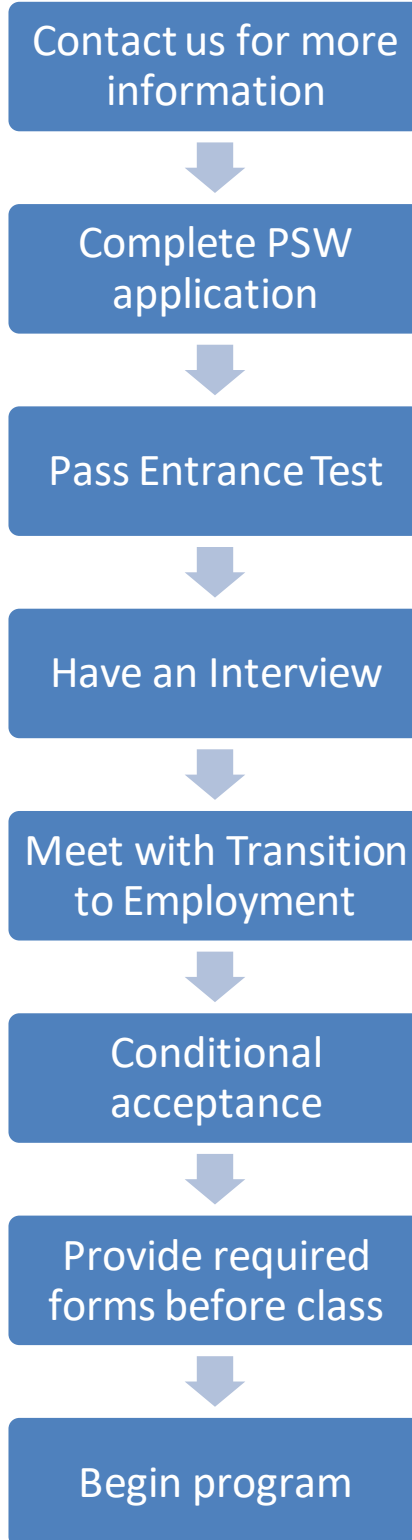 Contact us for more
information
Complete PSW
application
Pass Entrance Test
Have an Interview
Meet with Transition
to Employment
Conditional
acceptance
Provide required
forms before class
Begin program